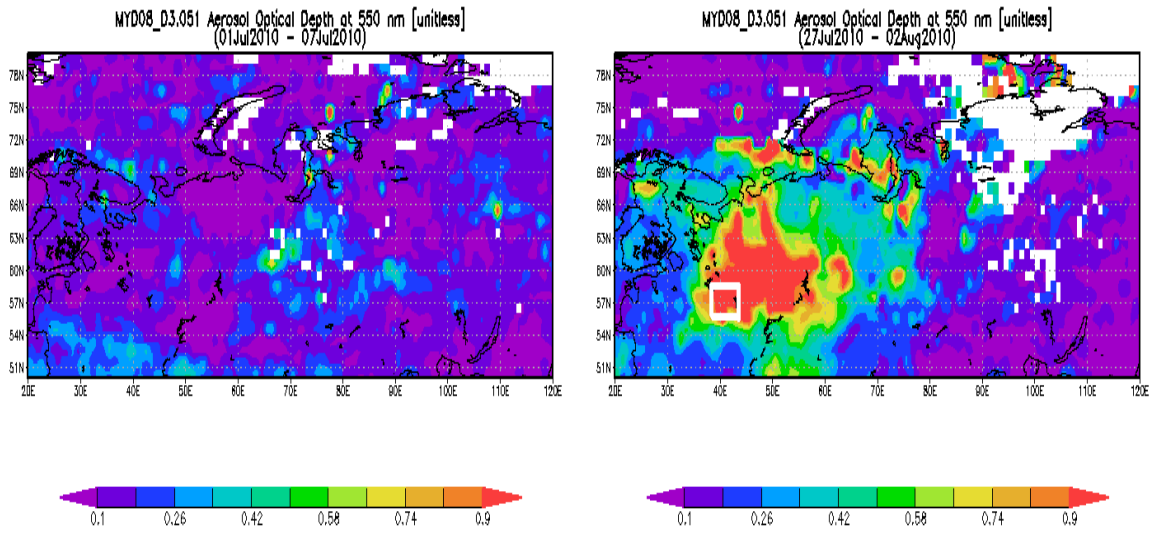 MYD08_D3.051 Aerosol Optical Depth at 550 nm [unitless]
(01Jul2010 - 07Jul2010)
78N
75N
72N
69N
66N
63N
60N
57N
54N
51N
20E 30E 40E 50E 60E 70E 80E 90E 100E 110E 120E
0.1 0.26 0.42 0.58 0.74 0.9
MYD08_D3.051 Aerosol Optical Depth at 550 nm [unitless]
(27Jul2010 - 02Aug2010)
78N
75N
72N
69N
66N
63N
60N
57N
54N
51N
20E 30E 40E 50E 60E 70E 80E 90E 100E 110E 120E
0.1 0.26 0.42 0.58 0.74 0.9